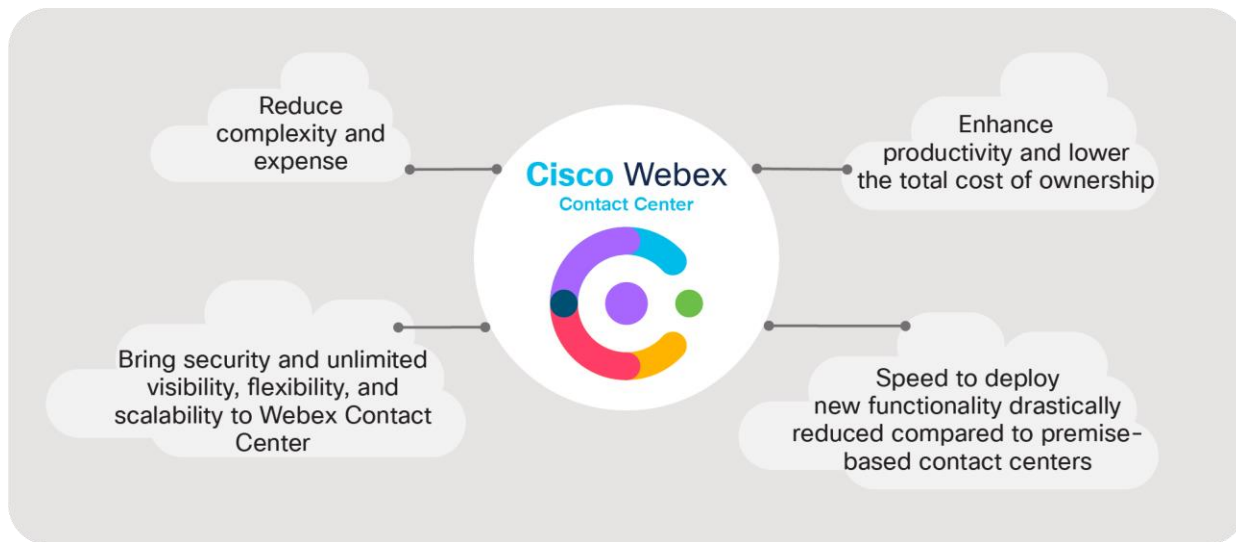 Reduce
complexity and
expense
Cisco Webex
Contact Center
Enhance
productivity and lower
the total cost of ownership
Bring security and unlimited
visibility, flexibility, and
scalability to Webex Contact
Center
Speed to deploy
new functionality drastically
reduced compared to premise-
based contact centers